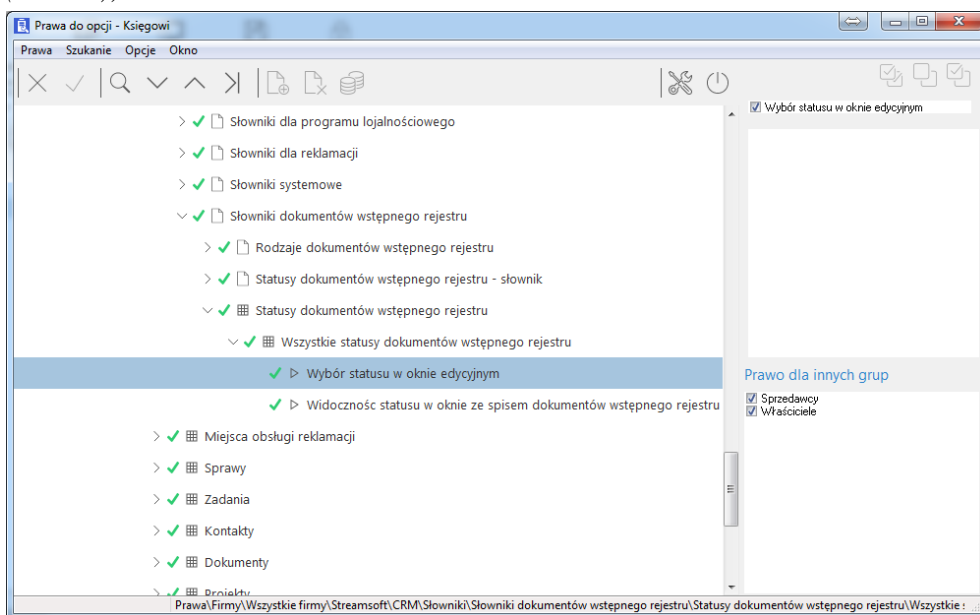 Prawa do opcji - Księgowi
Prawa Szukanie Opcje Okno
Słowniki dla programu lojalnościowego
Słowniki dla reklamacji
Słowniki systemowe
Słowniki dokumentów wstępnego rejestru
Rodzaje dokumentów wstępnego rejestru
Statusy dokumentów wstępnego rejestru - słownik
Statusy dokumentów wstępnego rejestru
Wszystkie statusy dokumentów wstępnego rejestru
Wybór statusu w oknie edycyjnym
Widocznośc statusu w oknie ze spisem dokumentów wstępnego rejestru
Miejsca obsługi reklamacji
Sprawy
Zadania
Kontakty
Dokumenty
Projekty
Wybór statusu w oknie edycyjnym
Prawo dla innych grup
Sprzedawcy
Właściciele
Prawa\Firmy\Wszystkie firmy\Streamsoft\CRM\Słowniki\Słowniki dokumentów wstępnego rejestru\Statusy dokumentów wstępnego rejestru\Wszystkie